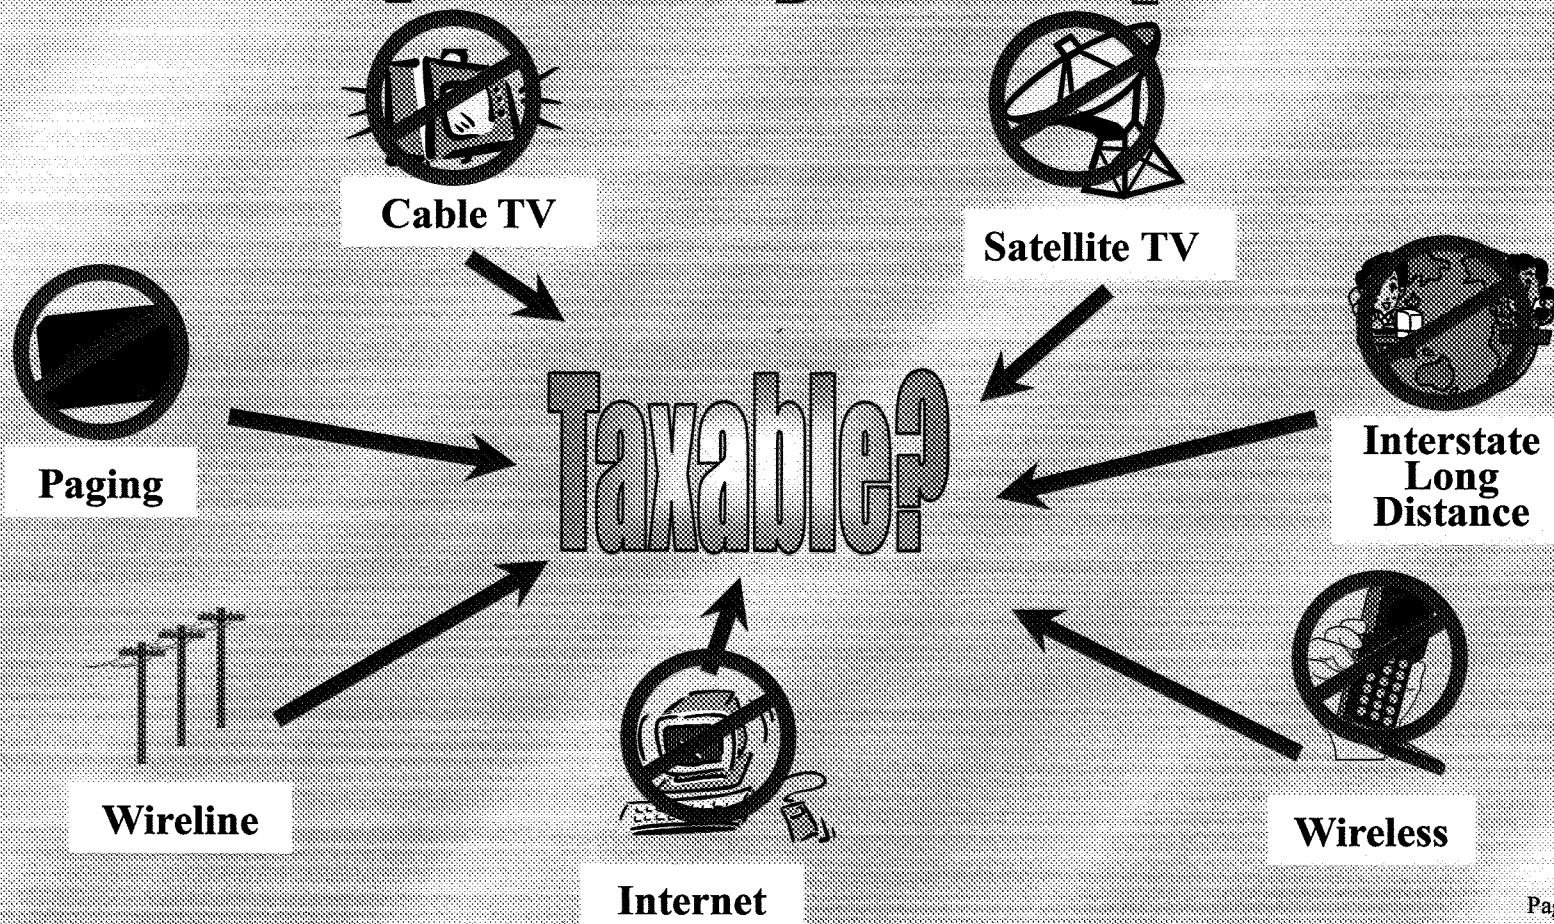 Cable TV
Satellite TV
Paging
Taxable?
Interstate
Long
Distance
Wireline
Internet
Wireless